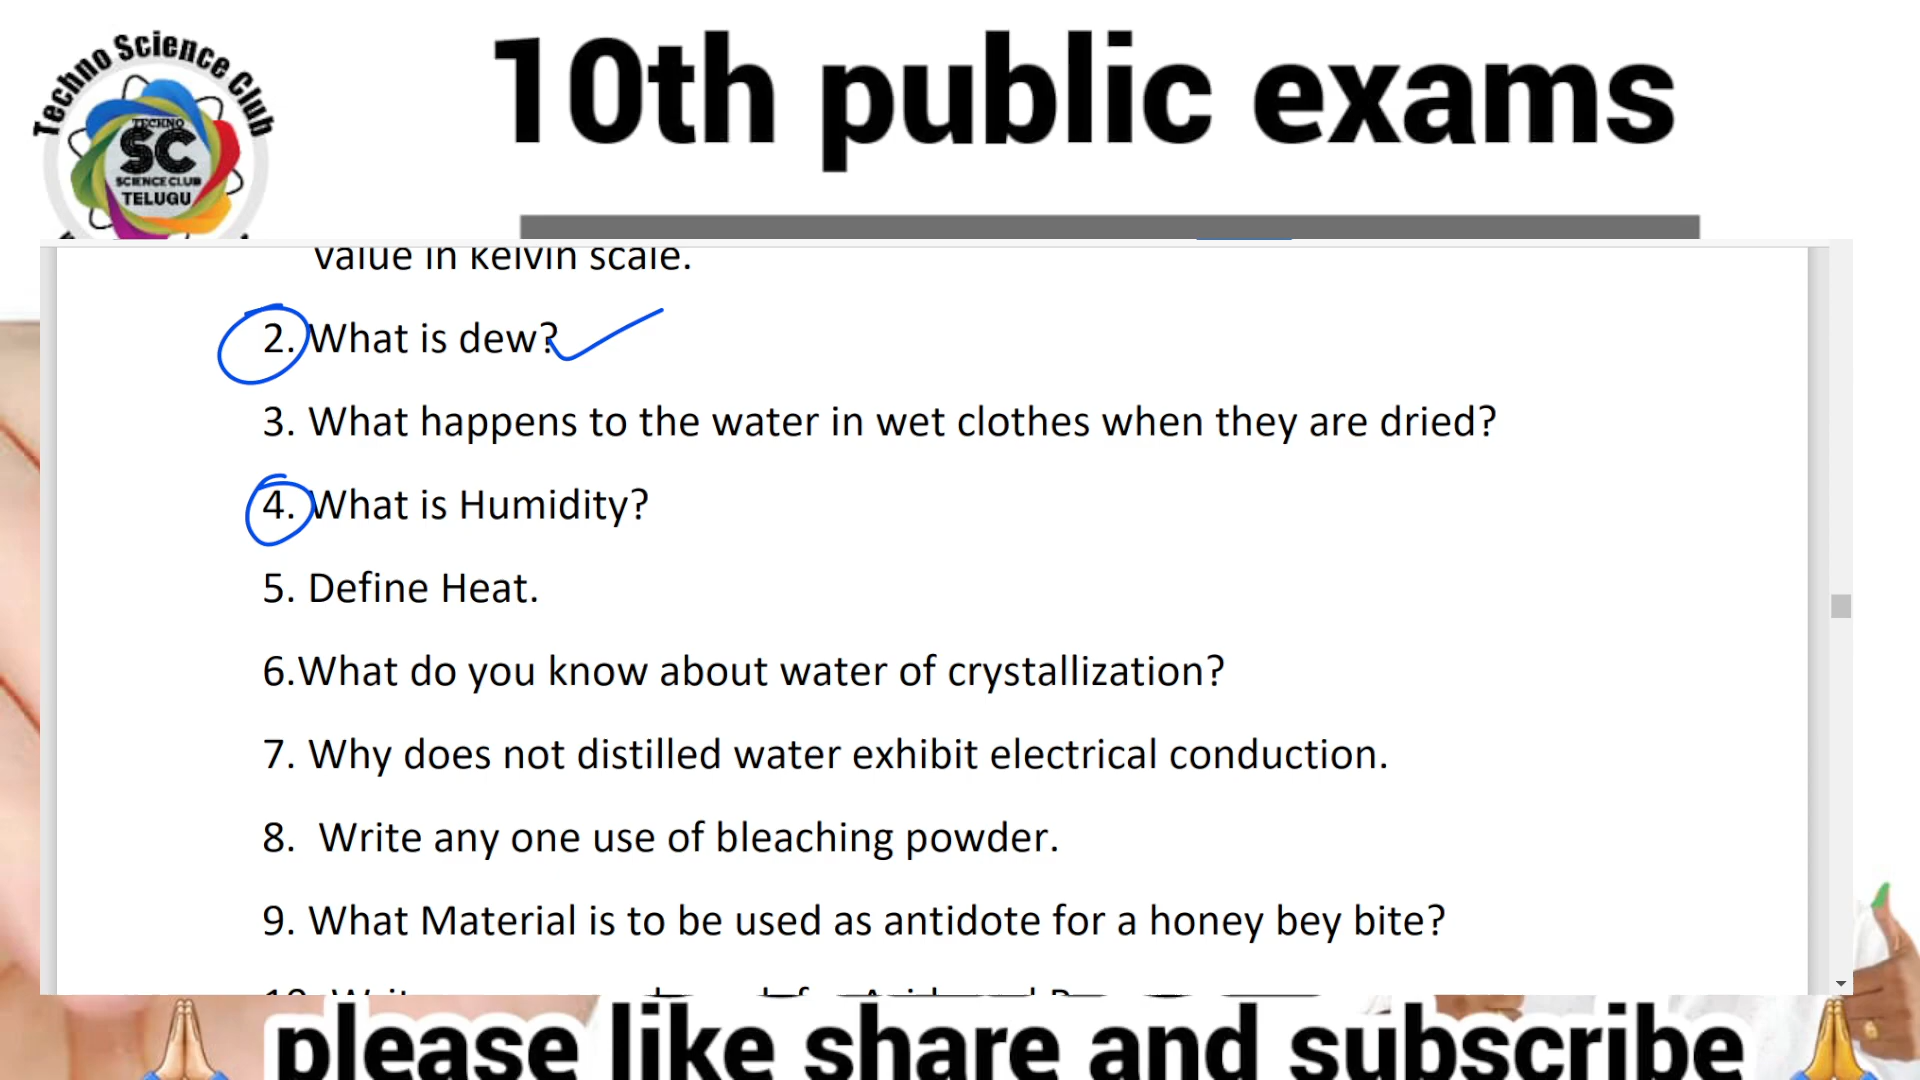 Techno Science Club
10th public exams
TECHNO
SC
SCIENCE CLUB
TELUGU
value in kelvin scale.
2. What is dew?
3. What happens to the water in wet clothes when they are dried?
4. What is Humidity?
5. Define Heat.
6.What do you know about water of crystallization?
7. Why does not distilled water exhibit electrical conduction.
8. Write any one use of bleaching powder.
9. What Material is to be used as antidote for a honey bey bite?
please like share and subscribe